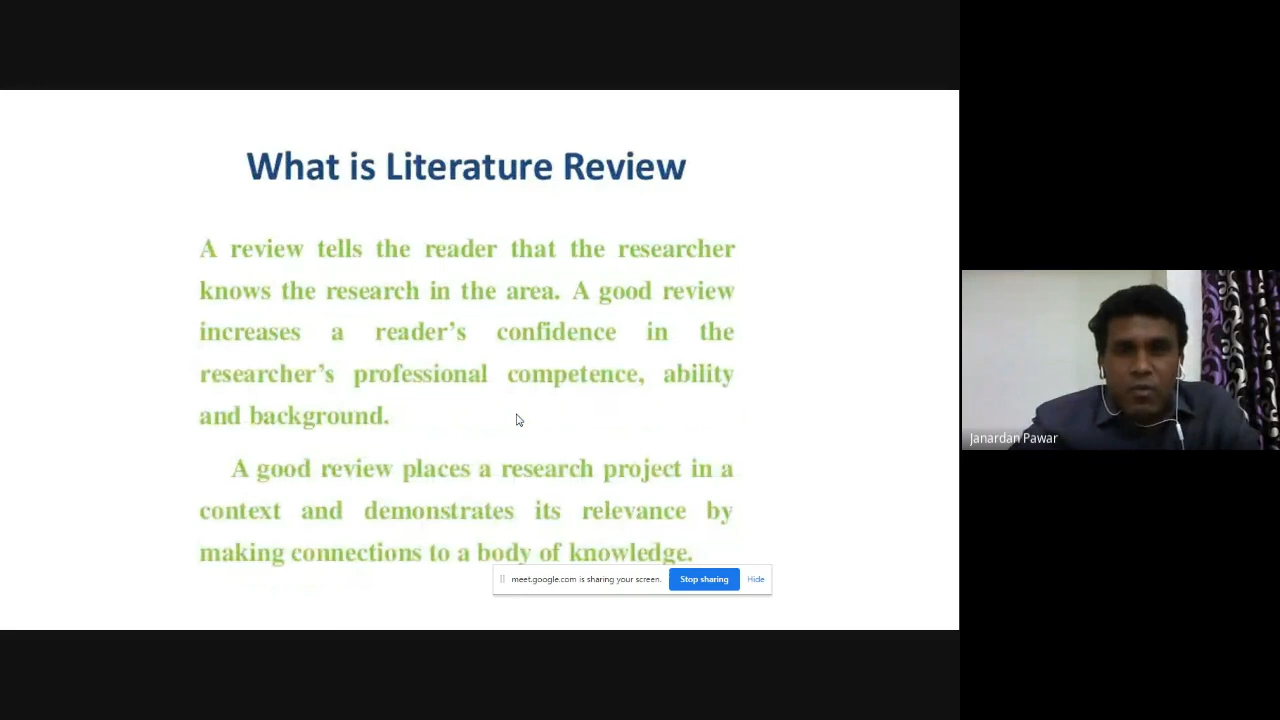 What is Literature Review
A review tells the reader that the researcher
knows the research in the area. A good review
increases a reader’s confidence in the
researcher’s professional competence, ability
and background.
A good review places a research project in a
context and demonstrates its relevance by
making connections to a body of knowledge.
meet.google.com is sharing your screen. Stop sharing Hide
Janardan Pawar